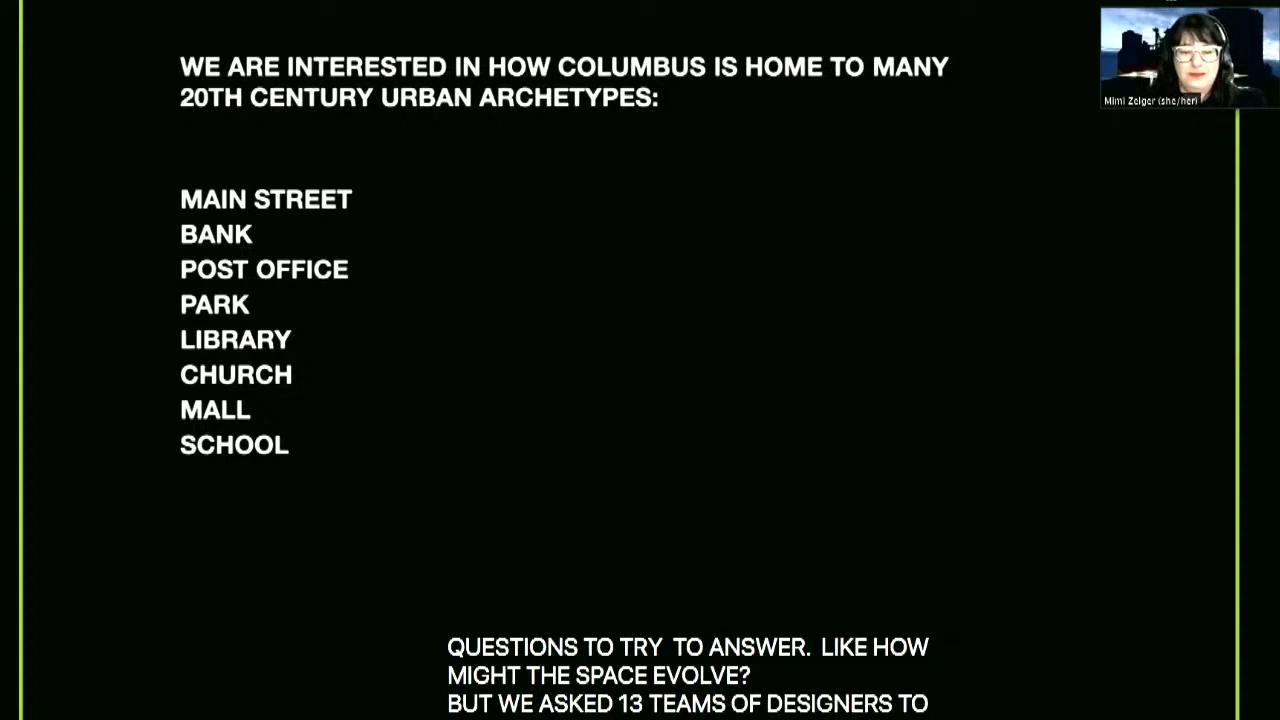 WE ARE INTERESTED IN HOW COLUMBUS IS HOME TO MANY
20TH CENTURY URBAN ARCHETYPES:
MAIN STREET
BANK
POST OFFICE
PARK
LIBRARY
CHURCH
MALL
SCHOOL
Mimi Zeiger (she/her)
QUESTIONS TO TRY TO ANSWER. LIKE HOW
MIGHT THE SPACE EVOLVE?
BUT WE ASKED 13 TEAMS OF DESIGNERS TO